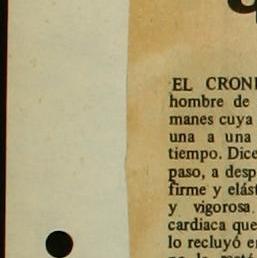 EL CRONI
hombre de
manes cuya
una a una
tiempo. Dice
paso, a desp
firme y elást
y vigorosa
cardiaca que
lo recluyó e